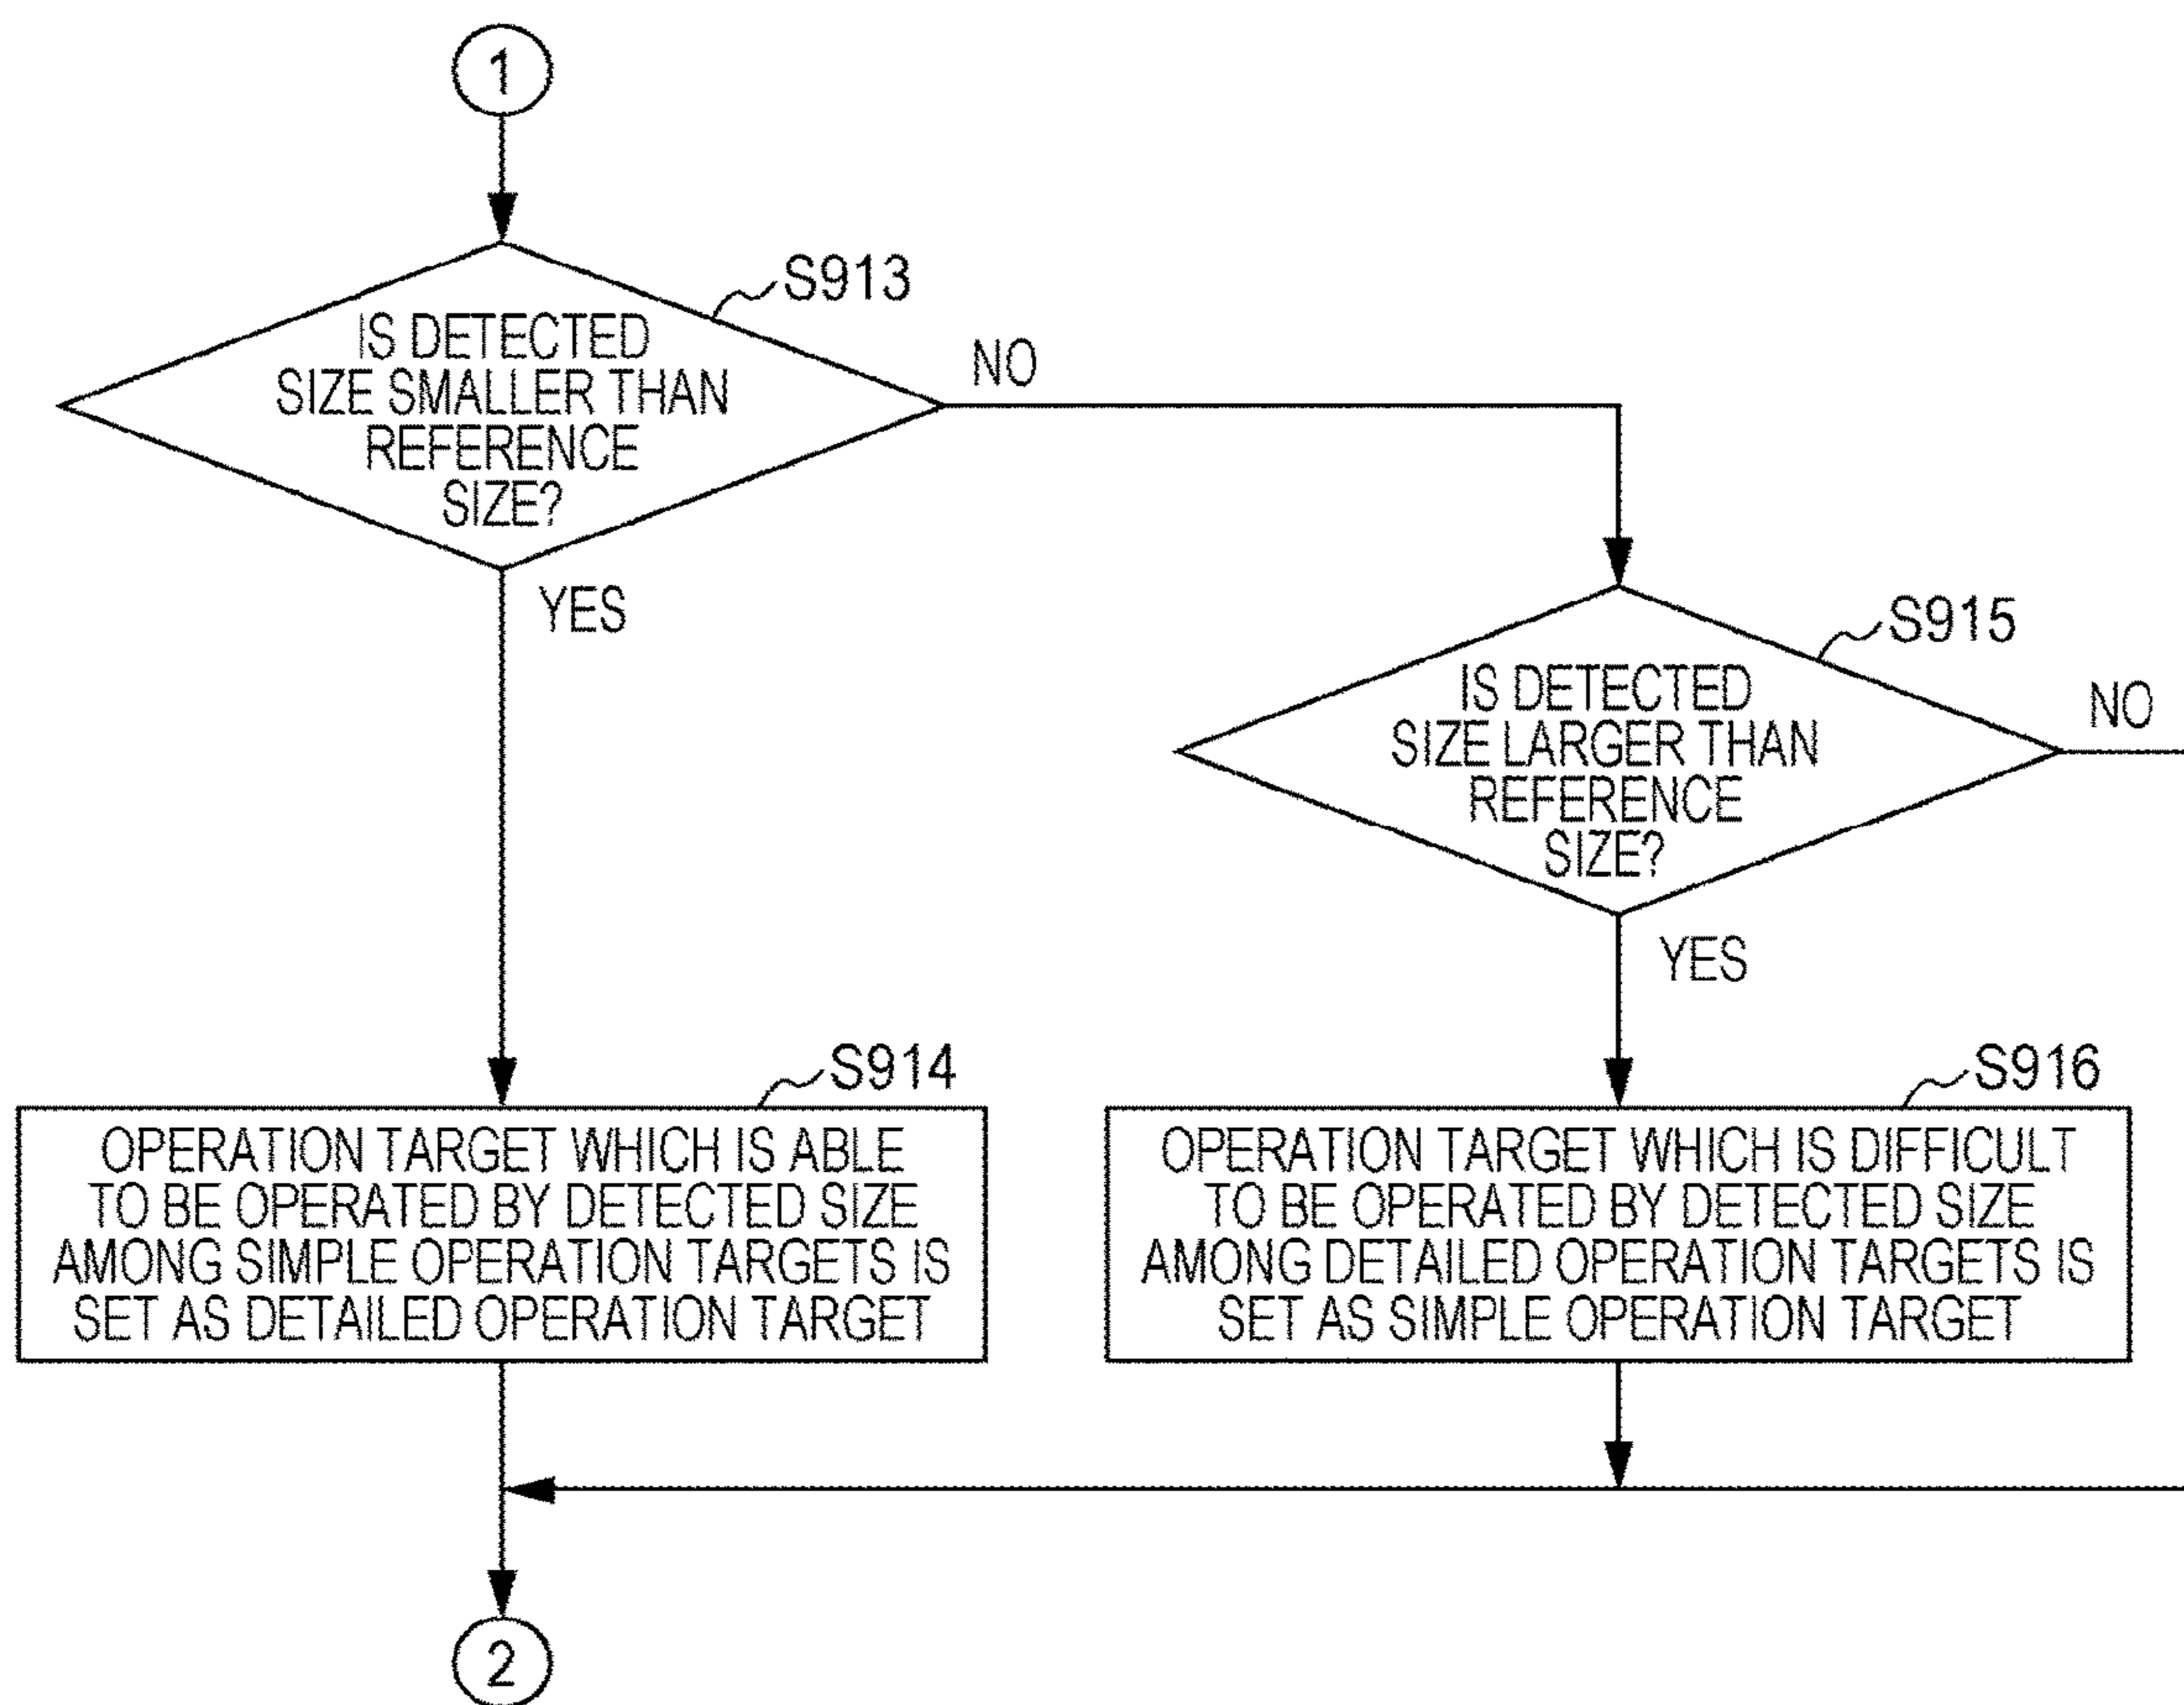 1
S913
IS DETECTED
SIZE SMALLER THAN
REFERENCE
SIZE?
NO
YES
S915
IS DETECTED
SIZE LARGER THAN
REFERENCE
SIZE?
NO
YES
S914
OPERATION TARGET WHICH IS ABLE
TO BE OPERATED BY DETECTED SIZE
AMONG SIMPLE OPERATION TARGETS IS
SET AS DETAILED OPERATION TARGET
S916
OPERATION TARGET WHICH IS DIFFICULT
TO BE OPERATED BY DETECTED SIZE
AMONG DETAILED OPERATION TARGETS IS
SET AS SIMPLE OPERATION TARGET
2